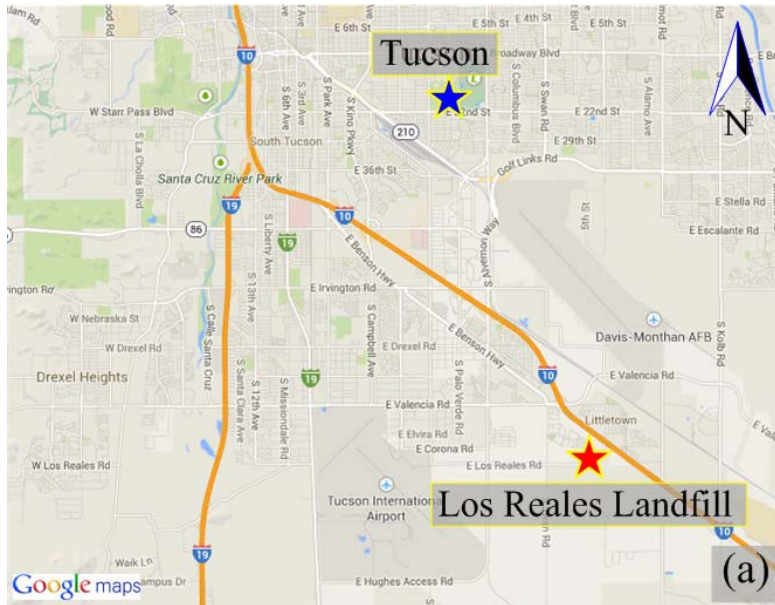 E 6th St
E 5th St
E 5th St
Tucson
Broadway Blvd
10
S 6th Ave
S 3rd Ave
S Park Ave
S Kino Pkwy
S Columbus Blvd
S Swan Rd
S Alamo Ave
W Starr Pass Blvd
E 22nd St
E 22nd St
N
210
S La Cholla Blvd
South Tucson
E 29th St
Golf Links Rd
Santa Cruz River Park
E 36th St
19
10
E Stella Rd
86
S Liberty Ave
19
E Benson Hwy
S Alvernon Way
E Escalante Rd
E Irvington Rd
S Calle Santa Cruz
S 13th Ave
W Nebraska St
S Campbell Ave
W Drexel Rd
E Drexel Rd
E Benson Hwy
Davis-Monthan AFB
S Kolb Rd
Drexel Heights
19
10
E Valencia Rd
S Santa Clara Ave
S 12th Ave
S Missiondale Rd
S Palo Verde Rd
E Valencia Rd
Littletown
E Elvira Rd
E Corona Rd
W Los Reales Rd
E Los Reales Rd
Tucson International
Airport
Los Reales Landfill
19
10
Waik Ln
(a)
Google maps
E Hughes Access Rd